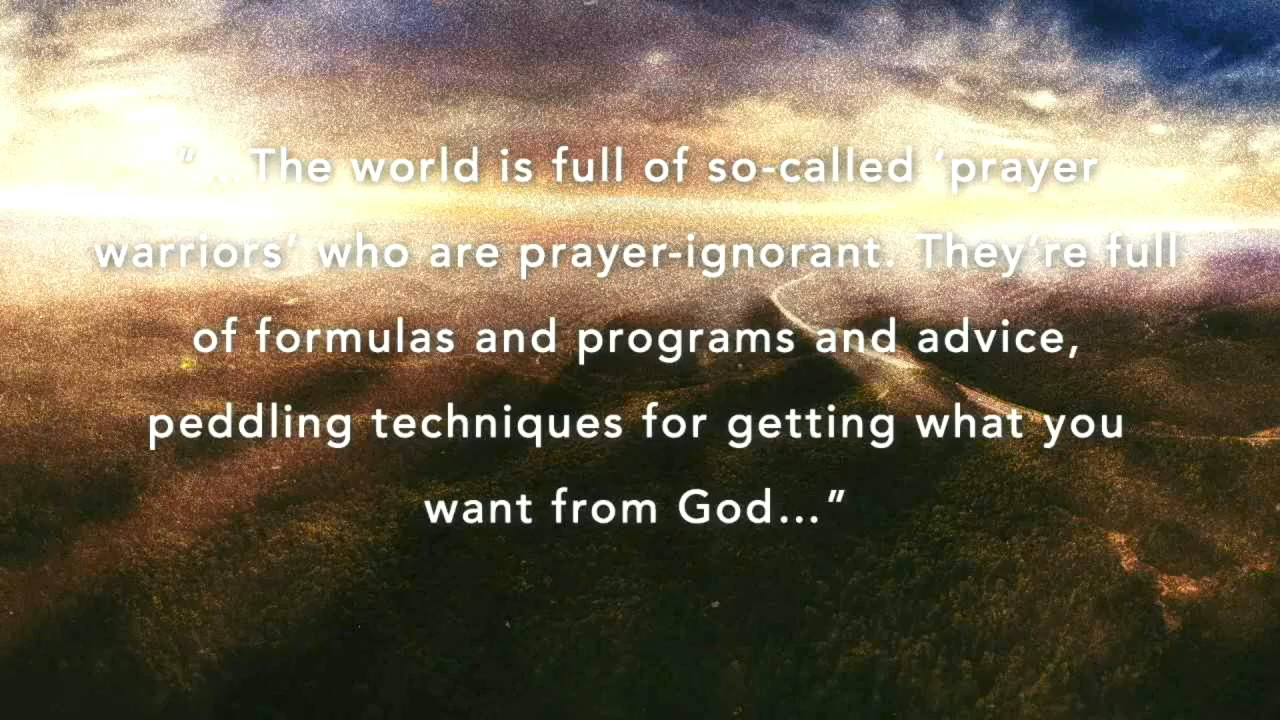 “...The world is full of so-called ‘prayer
warriors’ who are prayer-ignorant. They’re full
of formulas and programs and advice,
peddling techniques for getting what you
want from God...”